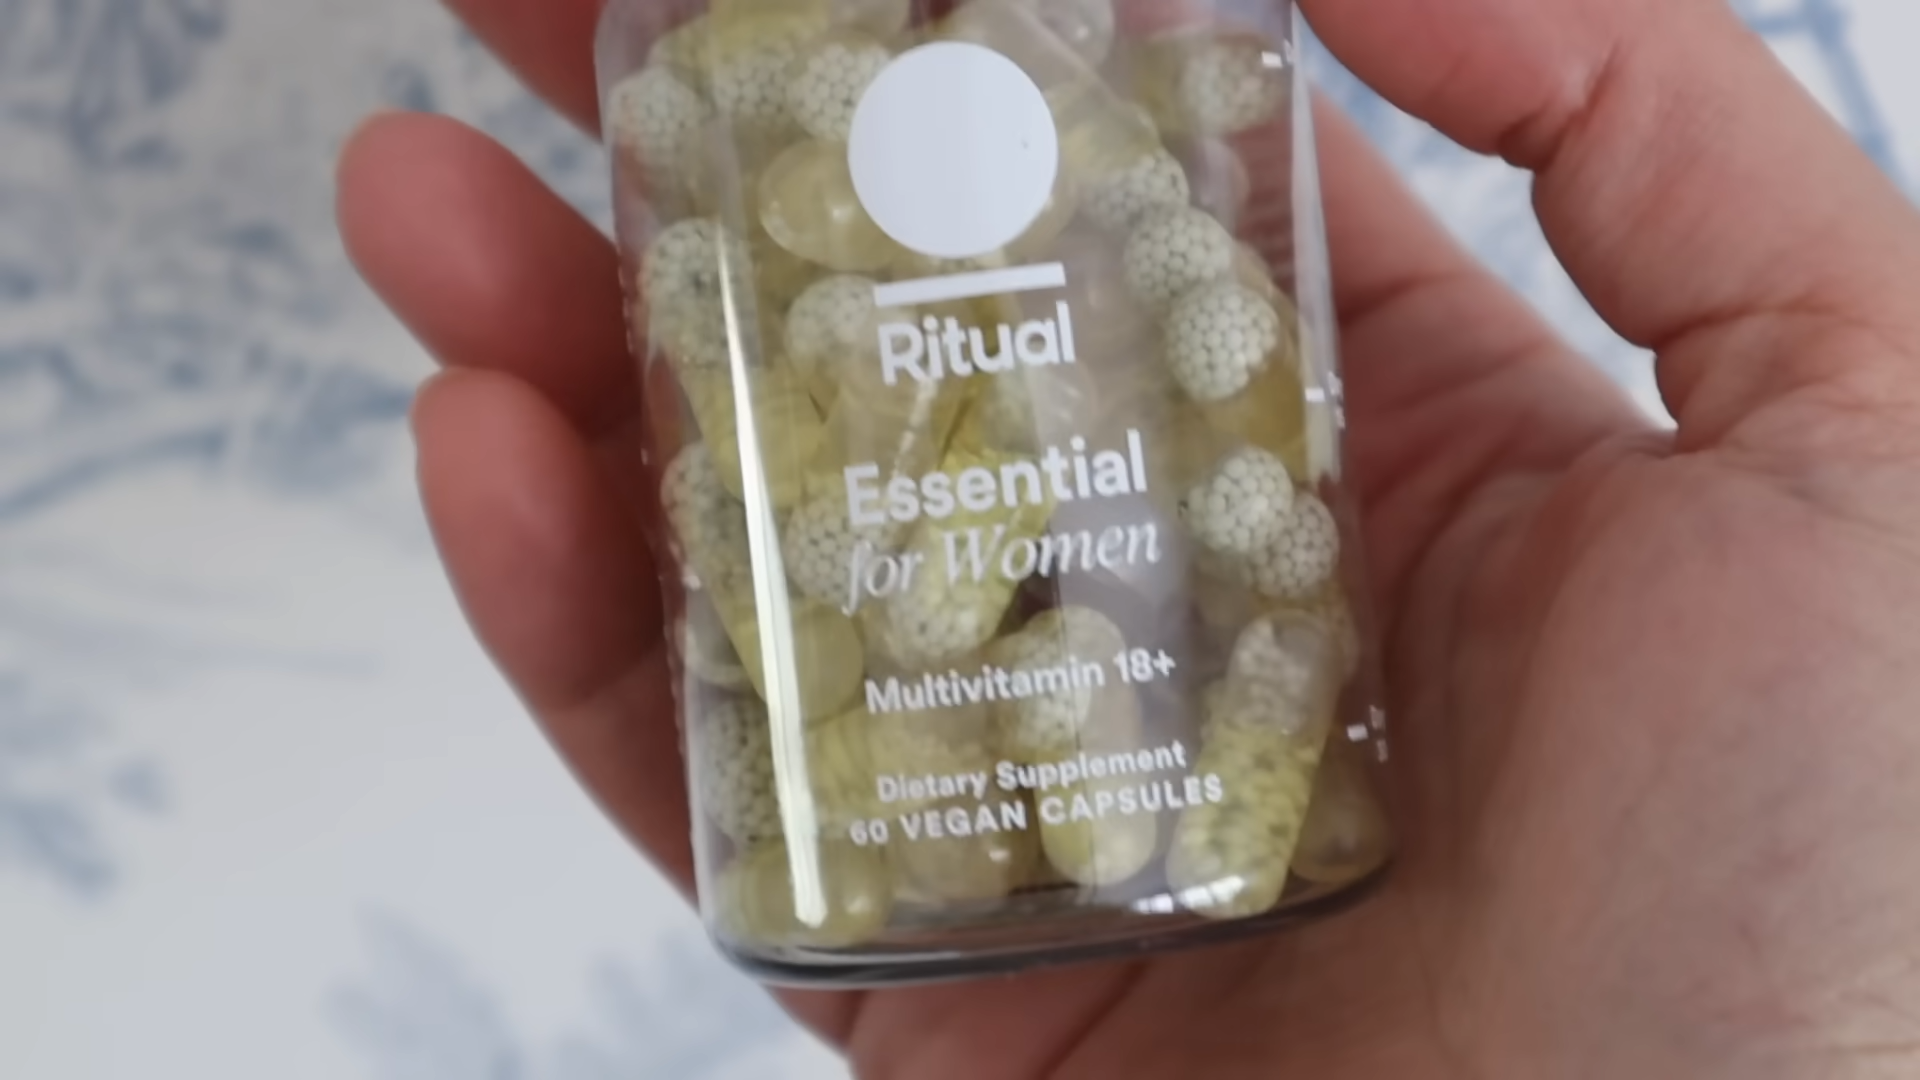 Ritual
Essential
for Women
Multivitamin 18+
Dietary Supplement
60 VEGAN CAPSULES